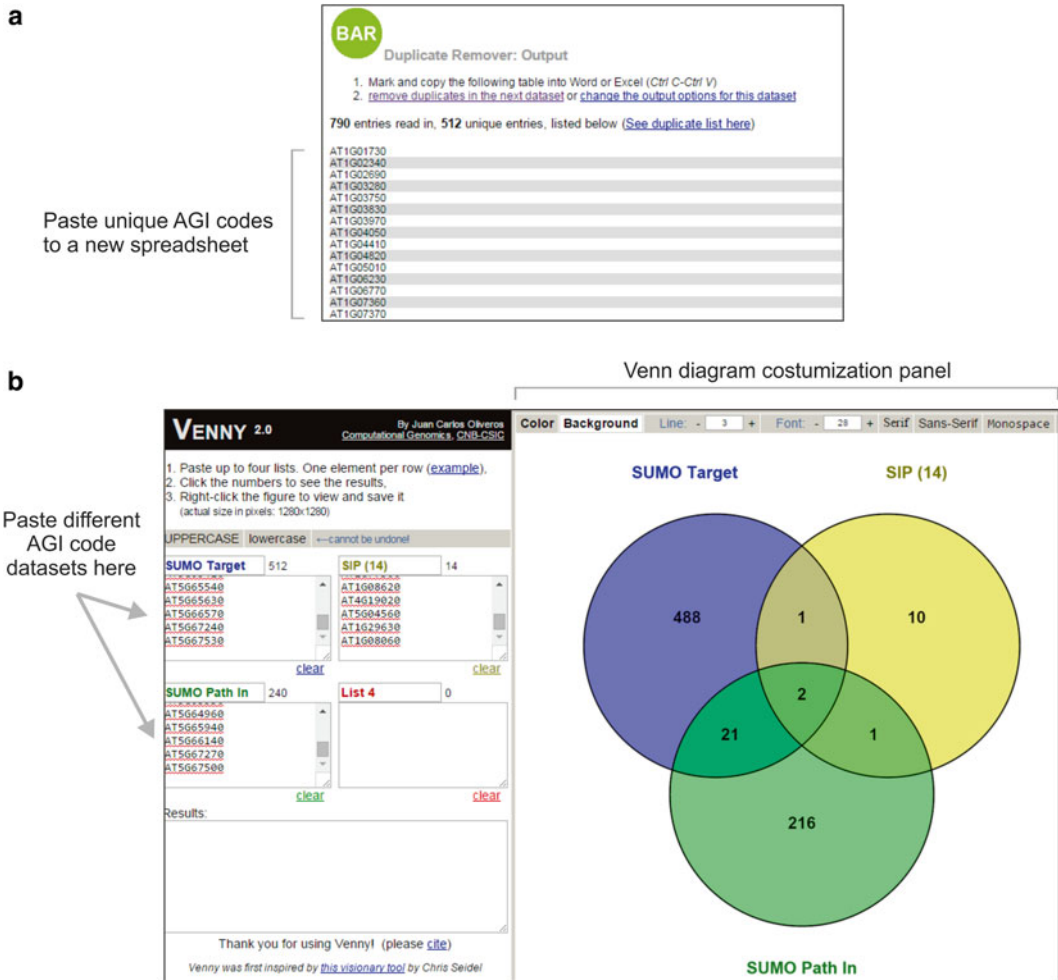 a
BAR
Duplicate Remover: Output
1. Mark and copy the following table into Word or Excel (Ctrl C-Ctrl V)
2. remove duplicates in the next dataset or change the output options for this dataset
790 entries read in, 512 unique entries, listed below (See duplicate list here)
AT1G01730
AT1G02340
AT1G02690
AT1G03280
AT1G03750
AT1G03830
AT1G03970
AT1G04050
AT1G04410
AT1G04820
AT1G05010
AT1G06230
AT1G06770
AT1G07360
AT1G07370
Paste unique AGI codes
to a new spreadsheet
b
Venn diagram costumization panel
VENNY 2.0
By Juan Carlos Oliveros
Computational Genomics, CNB-CSIC
1. Paste up to four lists. One element per row (example),
2. Click the numbers to see the results,
3. Right-click the figure to view and save it
(actual size in pixels: 1280x1280)
UPPERCASE lowercase ←cannot be undone!
Paste different
AGI code
datasets here
SUMO Target 512
AT5G65540
AT5G65630
AT5G66570
AT5G67240
AT5G67530
clear
SIP (14) 14
AT1G08620
AT4G19020
AT5G04560
AT1G29630
AT1G08060
clear
SUMO Path In 240
AT5G64960
AT5G65940
AT5G66140
AT5G67270
AT5G67500
clear
List 4 0
clear
Results:
Thank you for using Venny! (please cite)
Venny was first inspired by this visionary tool by Chris Seidel
Color Background Line: - 3 + Font: - 26 + Serif Sans-Serif Monospace
SUMO Target
SIP (14)
488
1
10
2
21
1
216
SUMO Path In